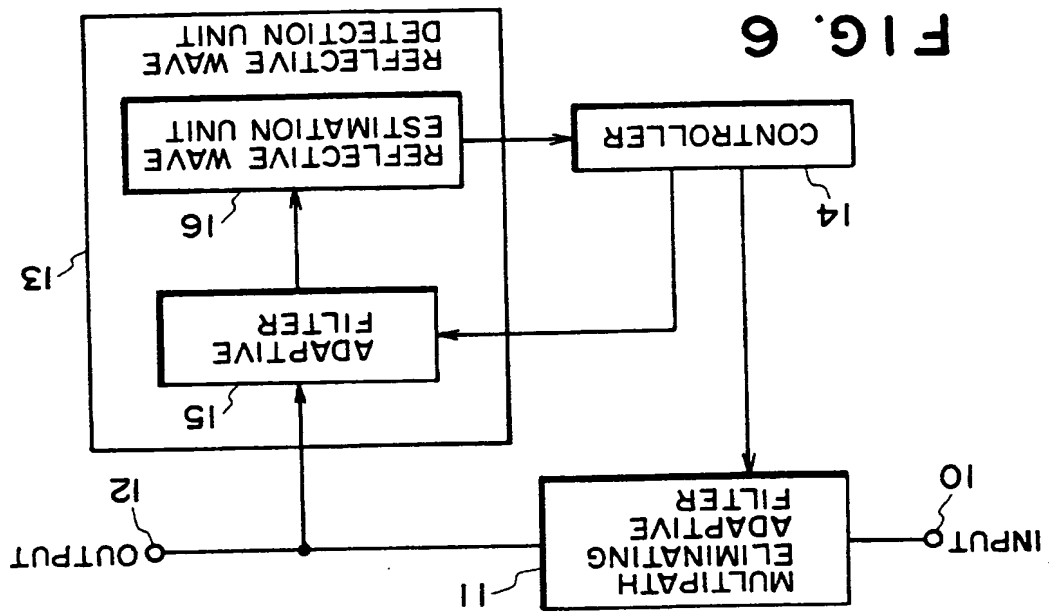 FIG. 6
INPUT
10
MULTIPATH
ELIMINATING
ADAPTIVE
FILTER
11
OUTPUT
12
15
ADAPTIVE
FILTER
13
14
CONTROLLER
16
REFLECTIVE WAVE
ESTIMATION UNIT
REFLECTIVE WAVE
DETECTION UNIT